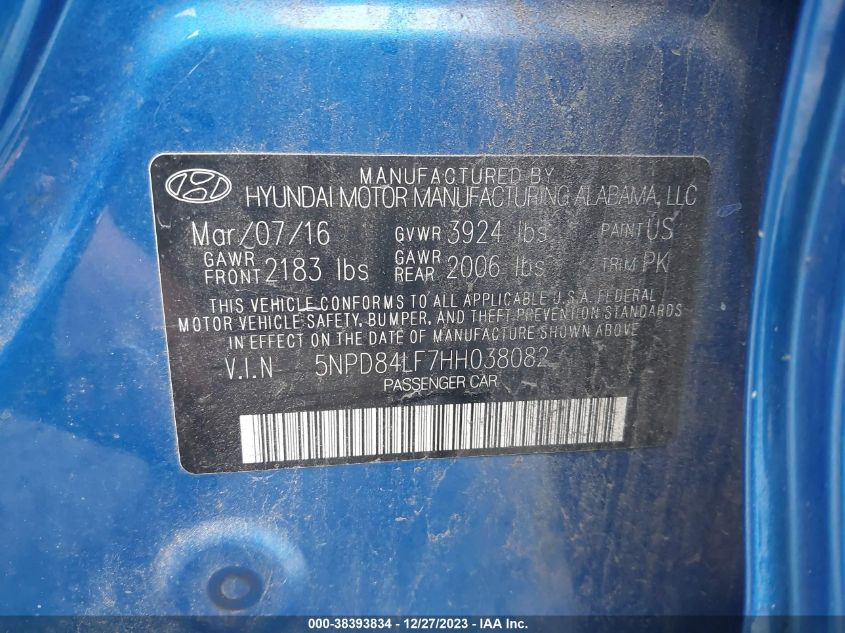 MANUFACTURED BY
HYUNDAI MOTOR MANUFACTURING ALABAMA, LLC
Mar/07/16 GVWR 3924 lbs PAINT US
GAWR FRONT 2183 lbs GAWR REAR 2006 lbs TRIM PK
THIS VEHICLE CONFORMS TO ALL APPLICABLE U.S.A. FEDERAL
MOTOR VEHICLE SAFETY, BUMPER, AND THEFT PREVENTION STANDARDS
IN EFFECT ON THE DATE OF MANUFACTURE SHOWN ABOVE
V.I.N 5NPD84LF7HH038082
PASSENGER CAR
000-38393834 - 12/27/2023 - IAA Inc.